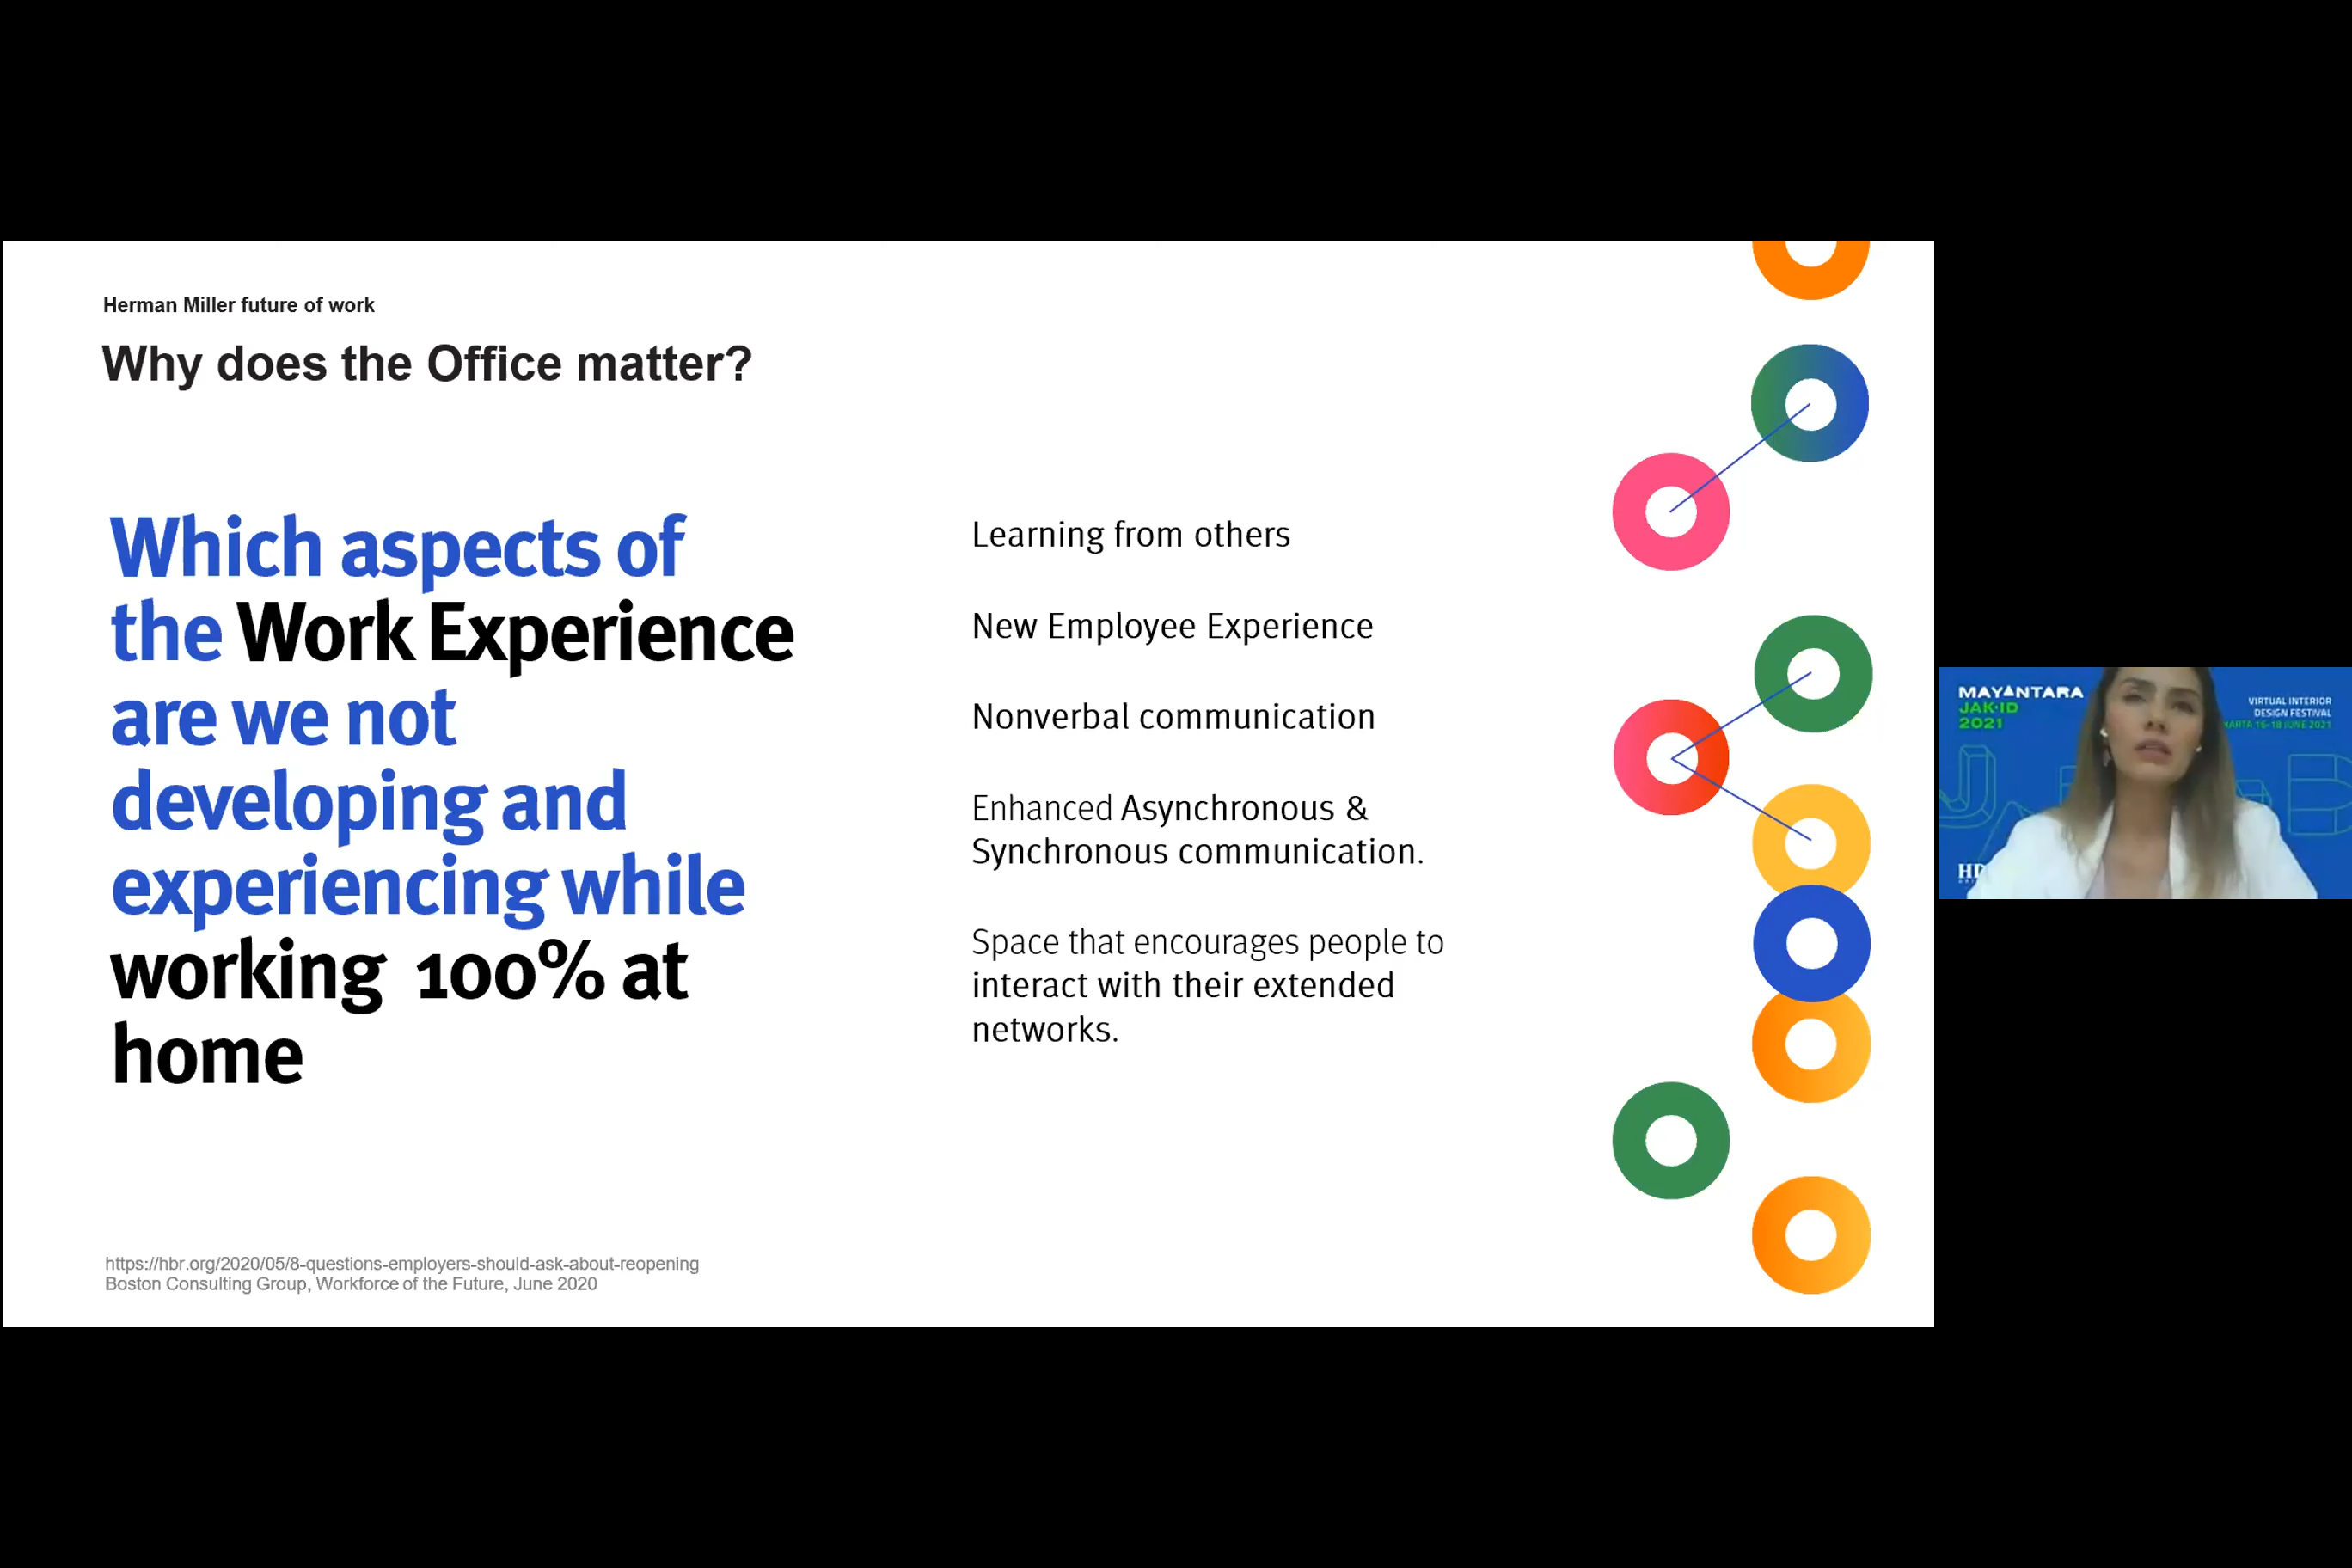 Herman Miller future of work
Why does the Office matter?
Which aspects of
the Work Experience
are we not
developing and
experiencing while
working 100% at
home
Learning from others
New Employee Experience
Nonverbal communication
Enhanced Asynchronous &
Synchronous communication.
Space that encourages people to
interact with their extended
networks.
https://hbr.org/2020/05/8-questions-employers-should-ask-about-reopening
Boston Consulting Group, Workforce of the Future, June 2020
MAYANTARA
JAK·ID
2021
VIRTUAL INTERIOR
DESIGN FESTIVAL
16-18 JUNE 2021